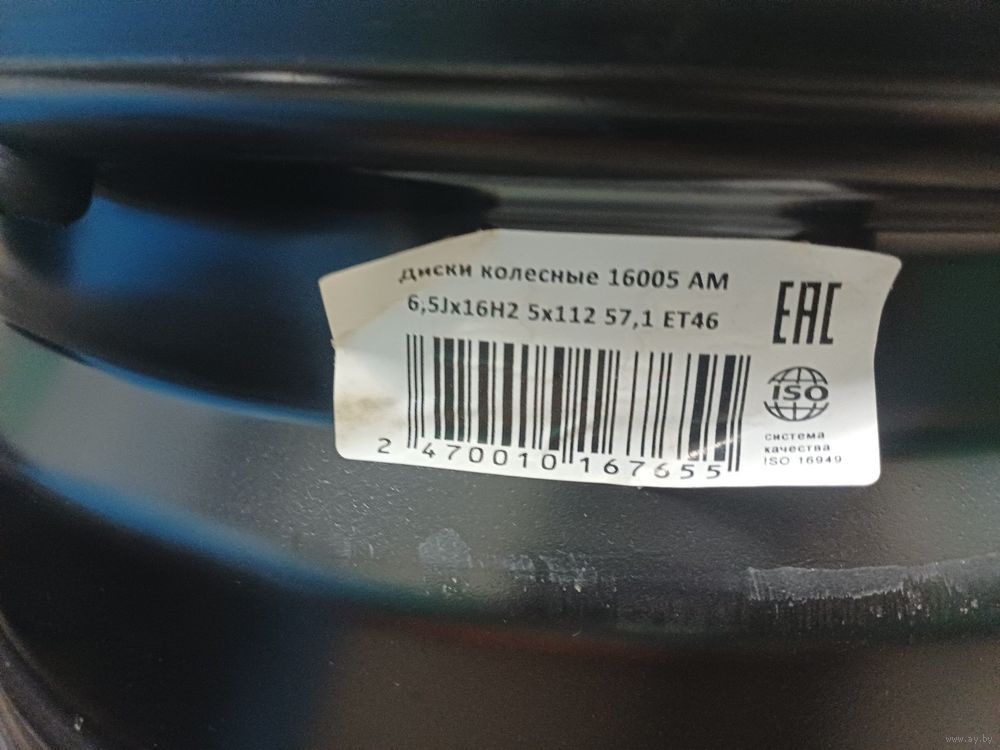 Диски колесные 16005 АМ
6,5Jx16H2 5x112 57,1 ET46
EAC
ISO
система
качества
ISO 16949
2 470010 167655
www.ay.by